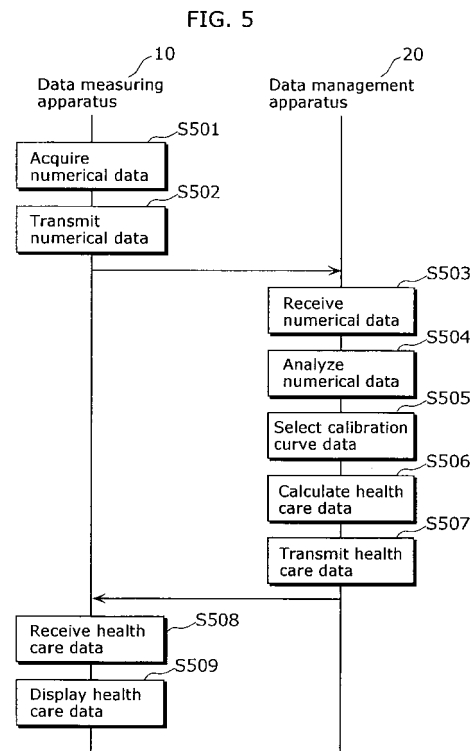 FIG. 5
10
Data measuring
apparatus
20
Data management
apparatus
S501
Acquire
numerical data
S502
Transmit
numerical data
S503
Receive
numerical data
S504
Analyze
numerical data
S505
Select calibration
curve data
S506
Calculate health
care data
S507
Transmit health
care data
S508
Receive health
care data
S509
Display health
care data